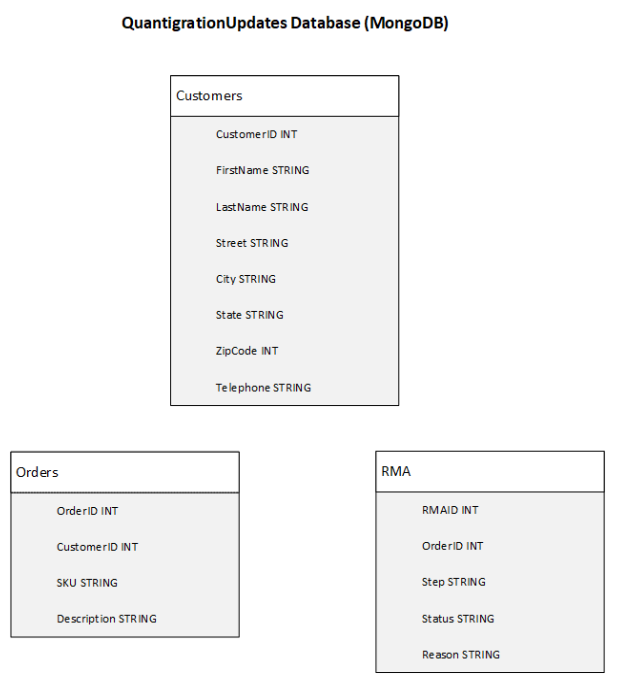 QuantigrationUpdates Database (MongoDB)
Customers
CustomerID INT
FirstName STRING
LastName STRING
Street STRING
City STRING
State STRING
ZipCode INT
Telephone STRING
Orders
OrderID INT
CustomerID INT
SKU STRING
Description STRING
RMA
RMAID INT
OrderID INT
Step STRING
Status STRING
Reason STRING